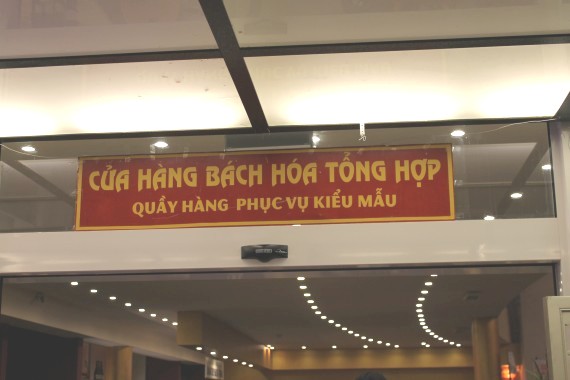 CỬA HÀNG BÁCH HÓA TỔNG HỢP
QUẦY HÀNG PHỤC VỤ KIỂU MẪU